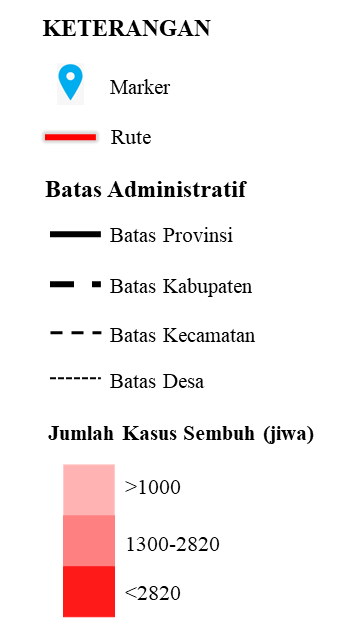 KETERANGAN
Marker
Rute
Batas Administratif
Batas Provinsi
Batas Kabupaten
Batas Kecamatan
Batas Desa
Jumlah Kasus Sembuh (jiwa)
>1000
1300-2820
<2820